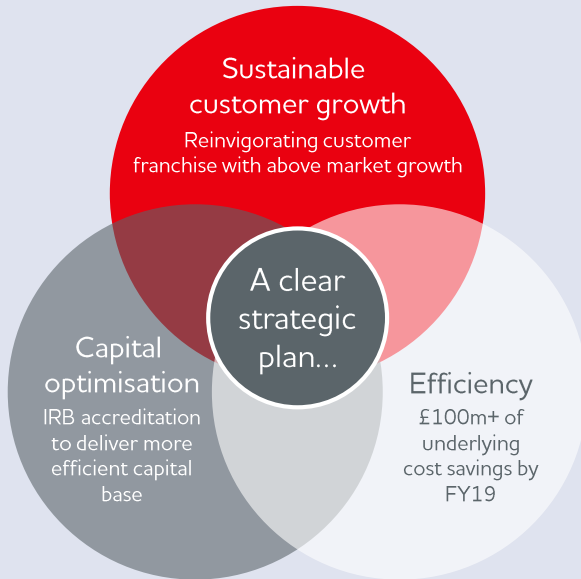 Sustainable
customer growth
Reinvigorating customer
franchise with above market growth
A clear
strategic
plan...
Capital
optimisation
IRB accreditation
to deliver more
efficient capital
base
Efficiency
£100m+ of
underlying
cost savings by
FY19